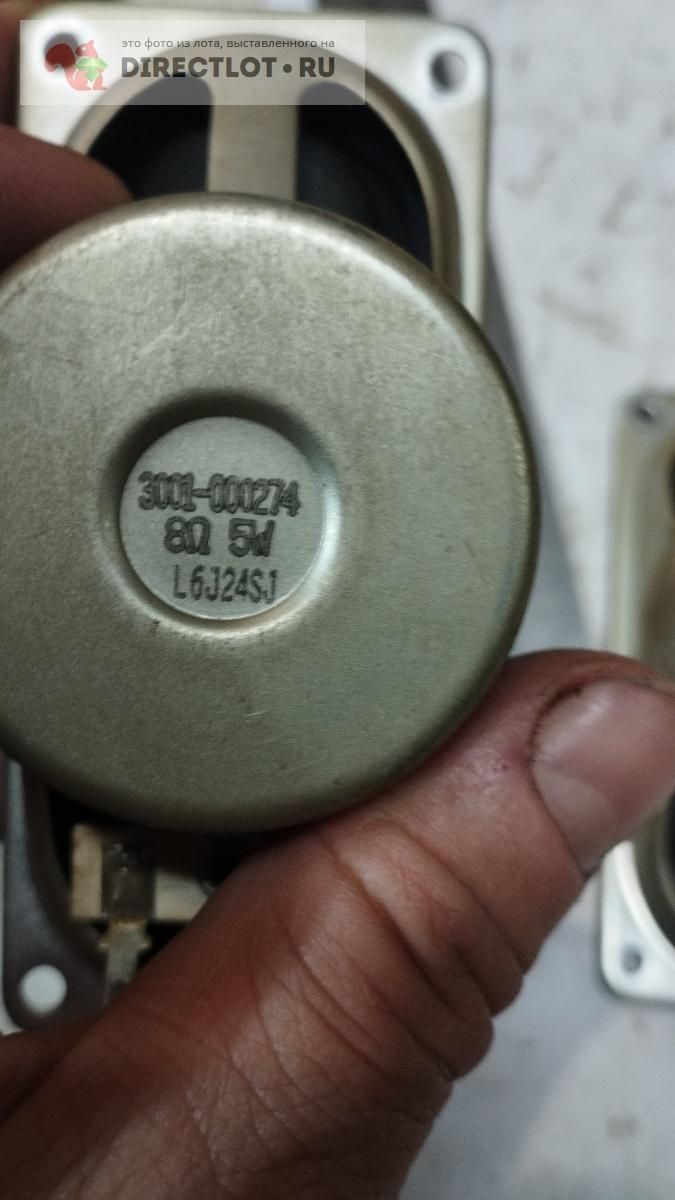 это фото из лота, выставленного на
DIRECTLOT•RU
3001-000274
8Ω 5W
L6J24SJ